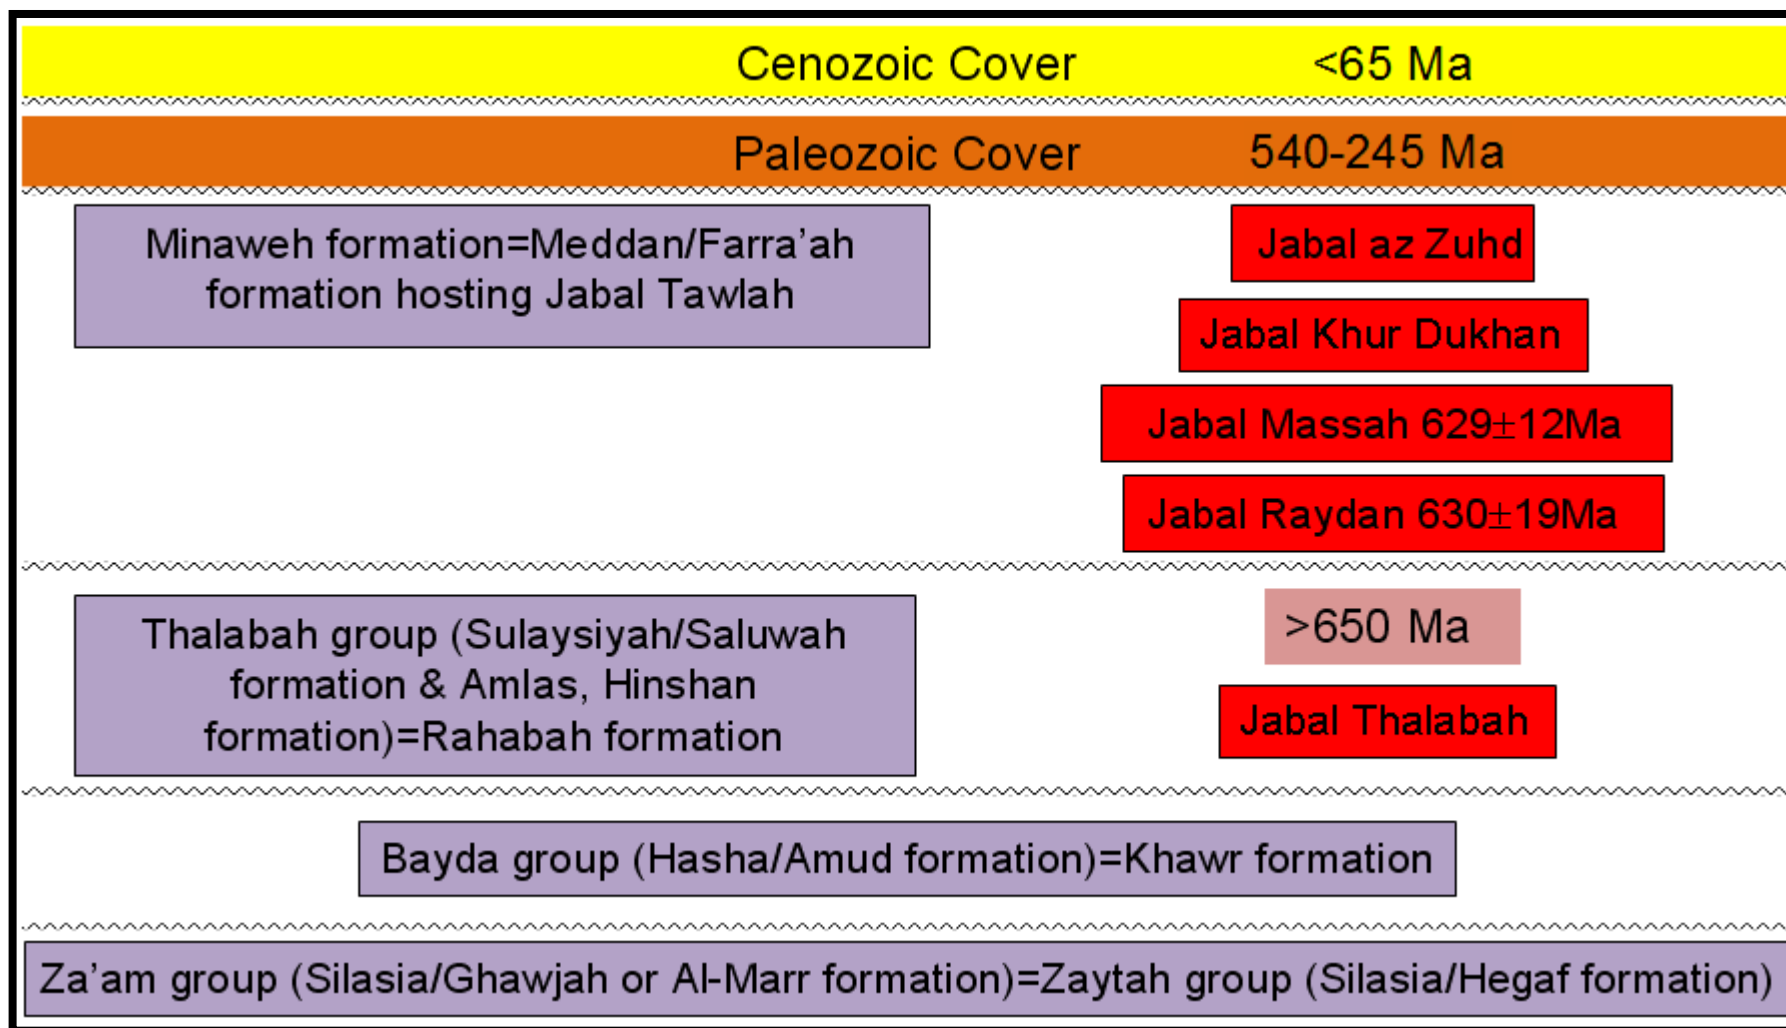 Cenozoic Cover <65 Ma
Paleozoic Cover 540-245 Ma
Minaweh formation=Meddan/Farra’ah
formation hosting Jabal Tawlah
Jabal az Zuhd
Jabal Khur Dukhan
Jabal Massah 629±12Ma
Jabal Raydan 630±19Ma
Thalabah group (Sulaysiyah/Saluwah
formation & Amlas, Hinshan
formation)=Rahabah formation
>650 Ma
Jabal Thalabah
Bayda group (Hasha/Amud formation)=Khawr formation
Za’am group (Silasia/Ghawjah or Al-Marr formation)=Zaytah group (Silasia/Hegaf formation)